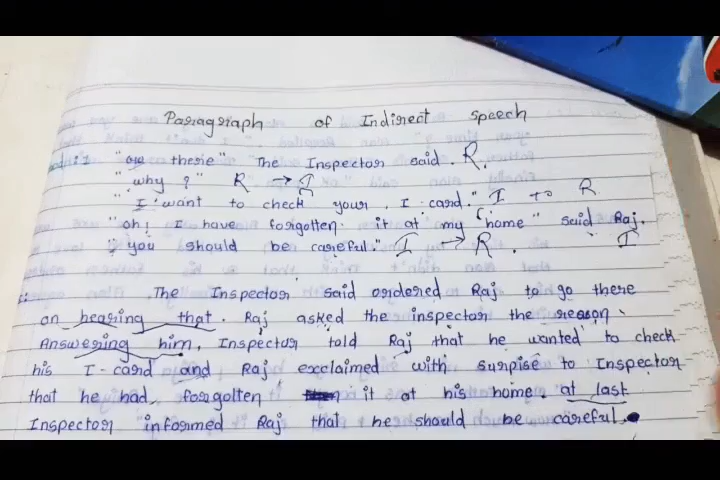 Paragraph of Indirect Speech
"Go there" The Inspector said. R.
"Why?" R → I
"I want to check your I card." I to R
"Oh! I have forgotten it at my home" said Raj.
"you should be careful." I → R. I
The Inspector said ordered Raj to go there
on hearing that. Raj asked the inspector the reason.
Answering him, Inspector told Raj that he wanted to check
his I-card and Raj exclaimed with surprise to Inspector
that he had forgotten it at his home. at last
Inspector informed Raj that he should be careful.